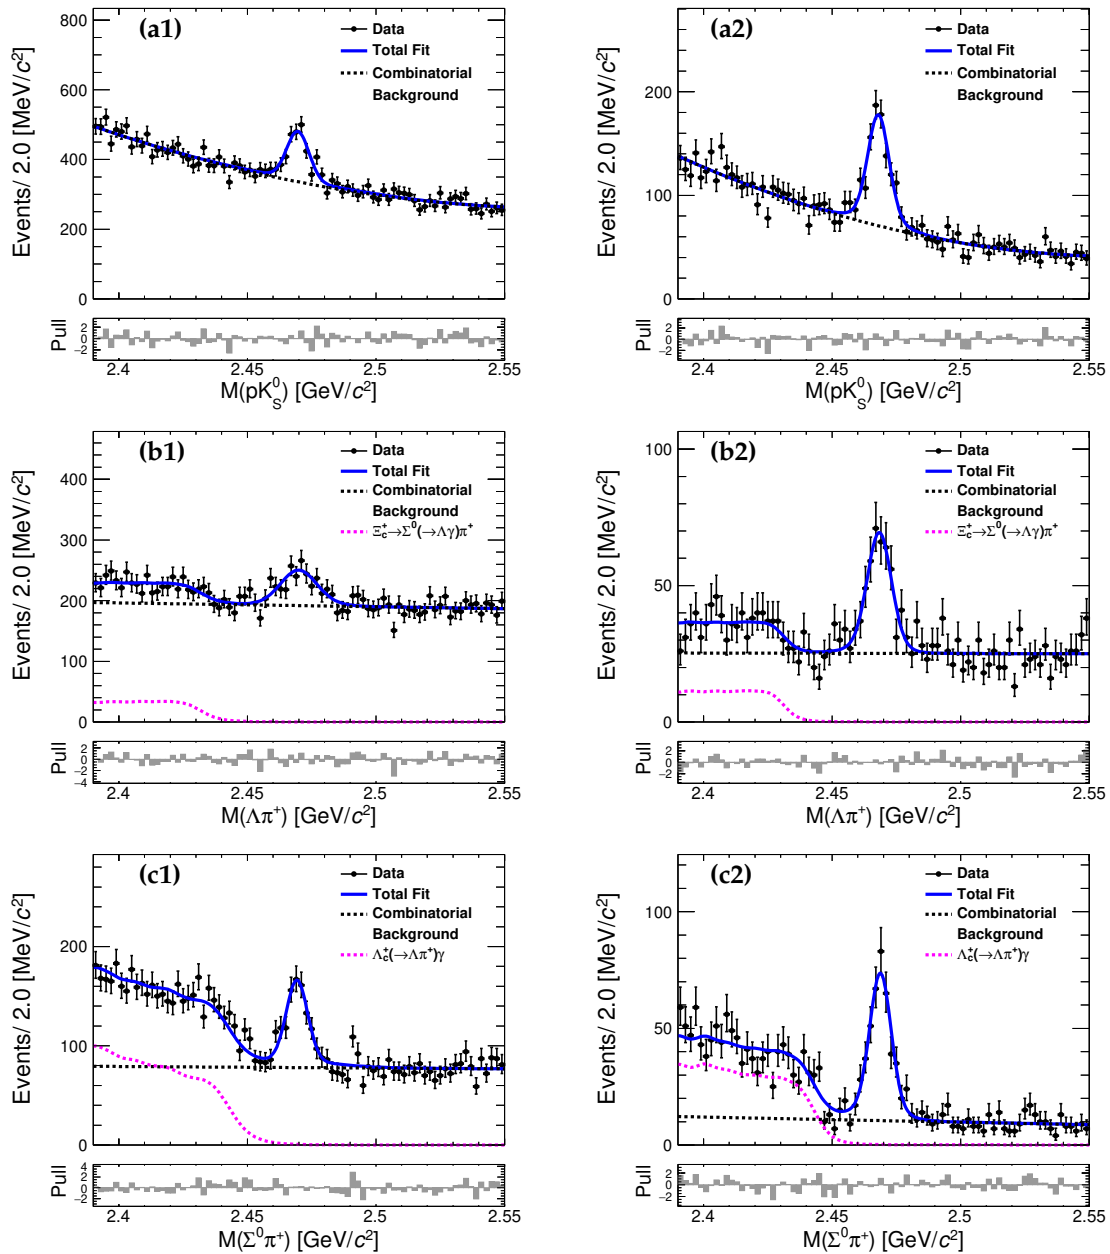 (a1)
Data
Total Fit
Combinatorial
Background
Events/ 2.0 [MeV/c²]
800
600
400
200
0
Pull
2
0
−2
2.4
2.45
2.5
2.55
M(pK⁰_S) [GeV/c²]
(a2)
Data
Total Fit
Combinatorial
Background
Events/ 2.0 [MeV/c²]
200
100
0
Pull
2
0
−2
2.4
2.45
2.5
2.55
M(pK⁰_S) [GeV/c²]
(b1)
Data
Total Fit
Combinatorial
Background
Ξ⁺_c→Σ⁰(→Λγ)π⁺
Events/ 2.0 [MeV/c²]
400
300
200
100
0
Pull
2
0
−2
−4
2.4
2.45
2.5
2.55
M(Λπ⁺) [GeV/c²]
(b2)
Data
Total Fit
Combinatorial
Background
Ξ⁺_c→Σ⁰(→Λγ)π⁺
Events/ 2.0 [MeV/c²]
100
50
0
Pull
2
0
−2
2.4
2.45
2.5
2.55
M(Λπ⁺) [GeV/c²]
(c1)
Data
Total Fit
Combinatorial
Background
Λ⁺_c(→Λπ⁺)γ
Events/ 2.0 [MeV/c²]
200
100
0
Pull
4
2
0
−2
2.4
2.45
2.5
2.55
M(Σ⁰π⁺) [GeV/c²]
(c2)
Data
Total Fit
Combinatorial
Background
Λ⁺_c(→Λπ⁺)γ
Events/ 2.0 [MeV/c²]
100
50
0
Pull
2
0
−2
2.4
2.45
2.5
2.55
M(Σ⁰π⁺) [GeV/c²]